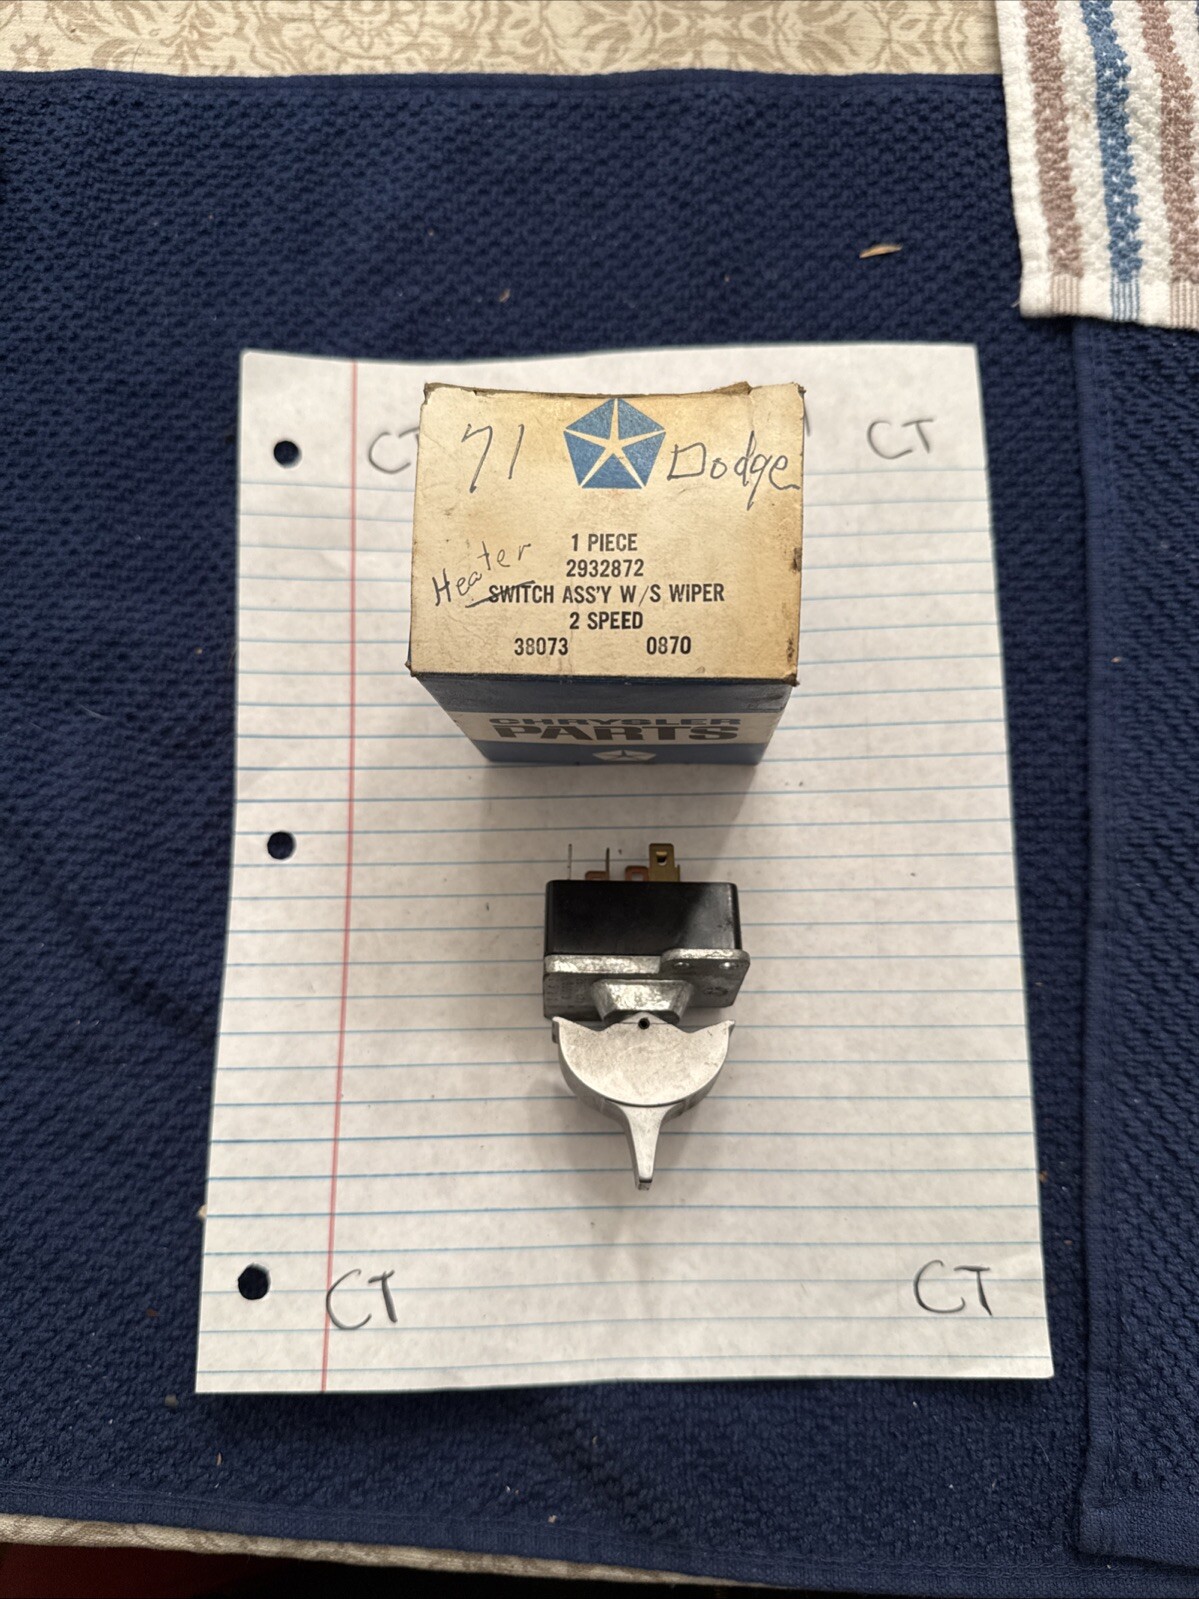 CT CT
71 Dodge
1 PIECE
Heater
2932872
SWITCH ASS'Y W/S WIPER
2 SPEED
38073 0870
CHRYSLER
PARTS
CT CT